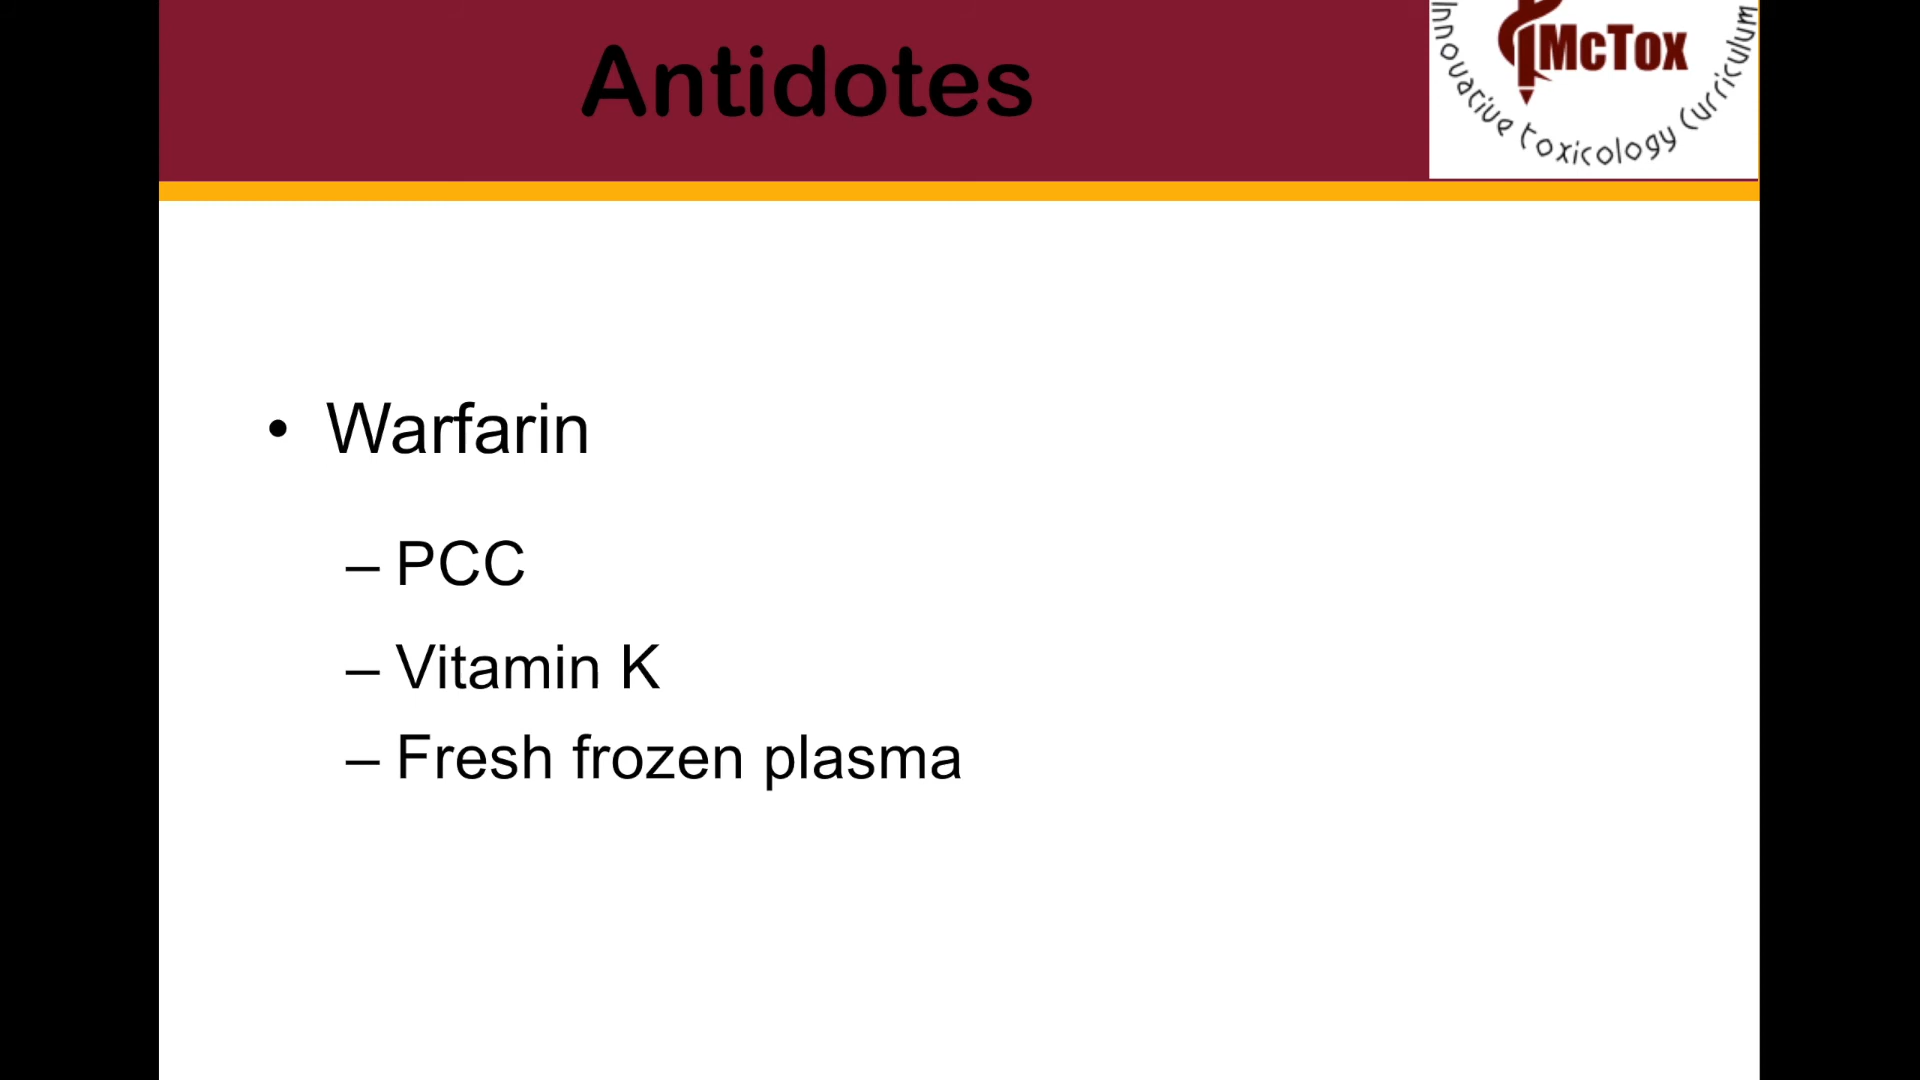 Antidotes
McTox
Innovative toxicology curriculum
• Warfarin
– PCC
– Vitamin K
– Fresh frozen plasma